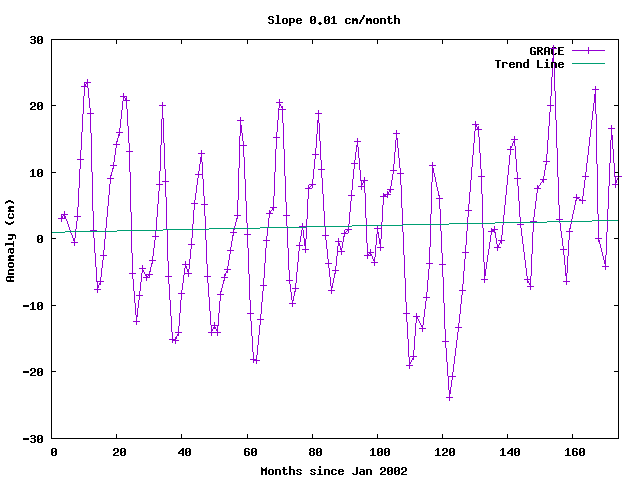 Slope 0.01 cm/month
30
GRACE
Trend Line
20
10
0
-10
-20
-30
Anomaly (cm)
0 20 40 60 80 100 120 140 160
Months since Jan 2002